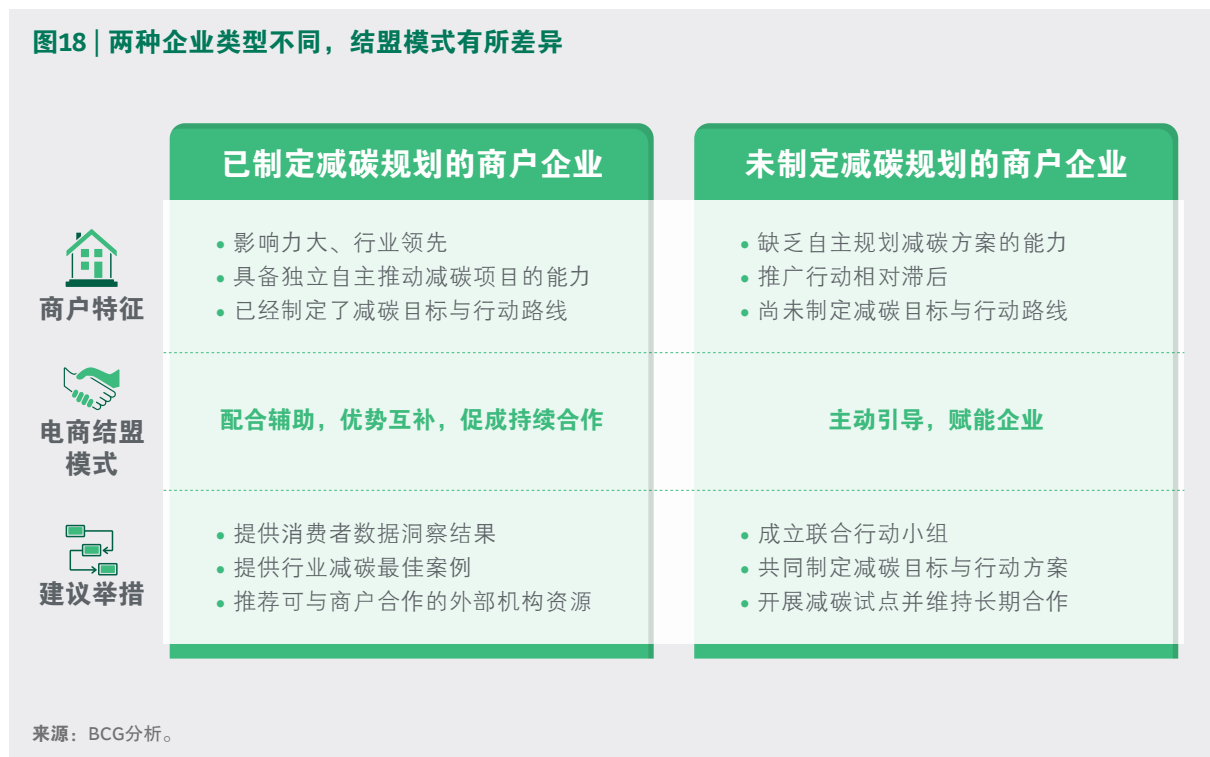 图18 | 两种企业类型不同，结盟模式有所差异
已制定减碳规划的商户企业
未制定减碳规划的商户企业
商户特征
• 影响力大、行业领先
• 具备独立自主推动减碳项目的能力
• 已经制定了减碳目标与行动路线
• 缺乏自主规划减碳方案的能力
• 推广行动相对滞后
• 尚未制定减碳目标与行动路线
电商结盟
模式
配合辅助，优势互补，促成持续合作
主动引导，赋能企业
建议举措
• 提供消费者数据洞察结果
• 提供行业减碳最佳案例
• 推荐可与商户合作的外部机构资源
• 成立联合行动小组
• 共同制定减碳目标与行动方案
• 开展减碳试点并维持长期合作
来源：BCG分析。